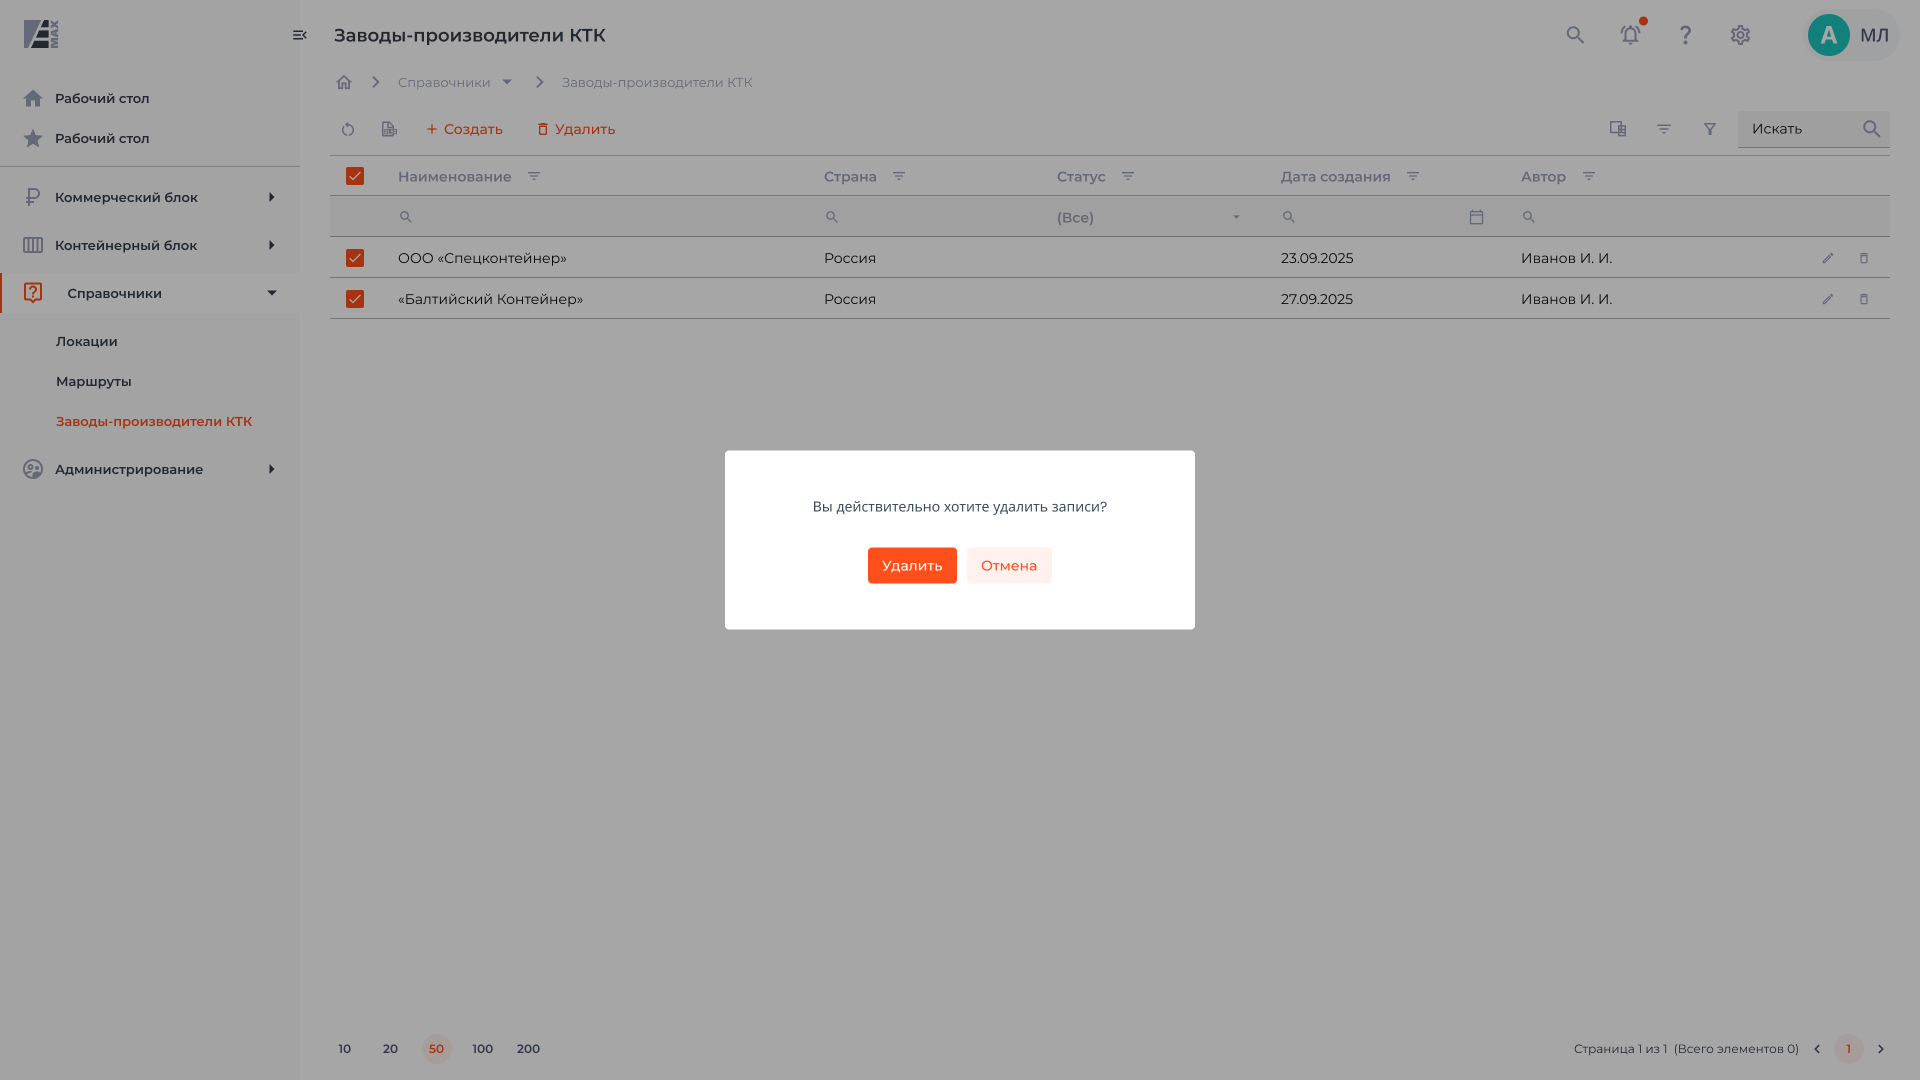 MAX
Заводы-производители КТК
А МЛ
Справочники
Заводы-производители КТК
Рабочий стол
Рабочий стол
Коммерческий блок
Контейнерный блок
Справочники
Локации
Маршруты
Заводы-производители КТК
Администрирование
+ Создать
Удалить
Искать
Наименование Страна Статус Дата создания Автор
(Все)
ООО «Спецконтейнер» Россия 23.09.2025 Иванов И. И.
«Балтийский Контейнер» Россия 27.09.2025 Иванов И. И.
Вы действительно хотите удалить записи?
Удалить Отмена
10 20 50 100 200
Страница 1 из 1 (Всего элементов 0) 1